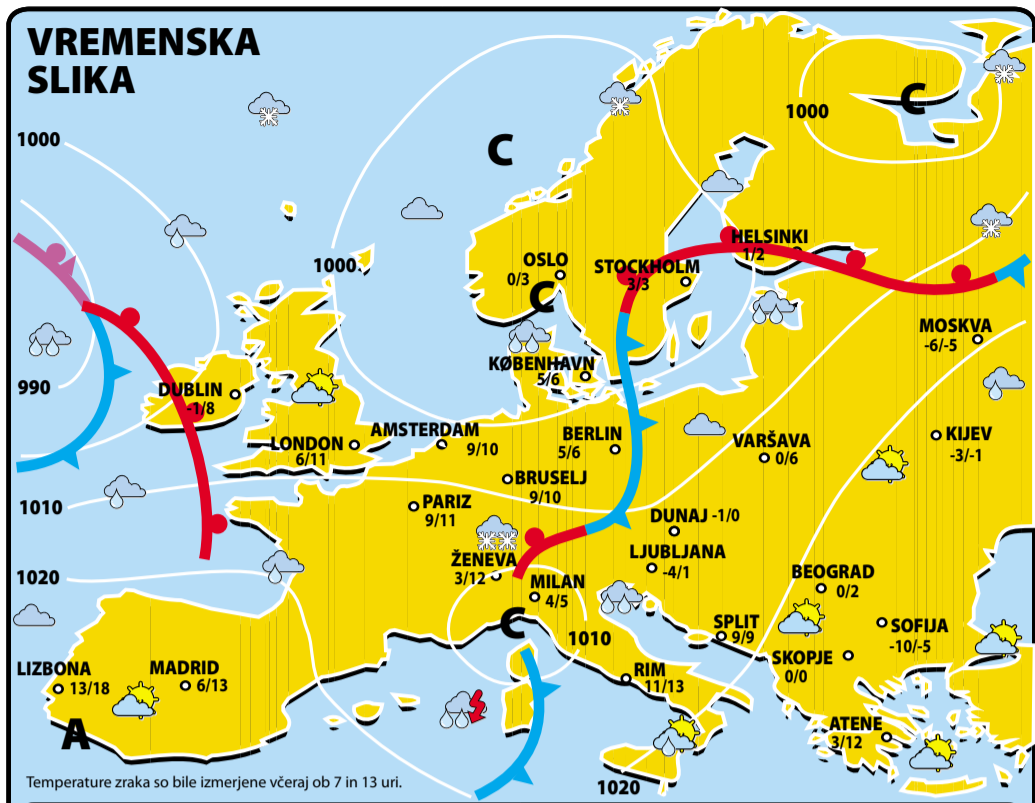 VREMENSKA
SLIKA
C
1000
1000
C
1000
HELSINKI
1/2
OSLO
0/3
STOCKHOLM
3/3
C
MOSKVA
-6/-5
KØBENHAVN
5/6
990
DUBLIN
-1/8
LONDON
6/11
AMSTERDAM
9/10
BERLIN
5/6
VARŠAVA
0/6
KIJEV
-3/-1
BRUSELJ
9/10
1010
PARIZ
9/11
DUNAJ -1/0
ŽENEVA
3/12
LJUBLJANA
-4/1
1020
MILAN
4/5
BEOGRAD
0/2
C
1010
SPLIT
9/9
SOFIJA
-10/-5
SKOPJE
0/0
LIZBONA
13/18
MADRID
6/13
RIM
11/13
A
ATENE
3/12
Temperature zraka so bile izmerjene včeraj ob 7 in 13 uri.
1020